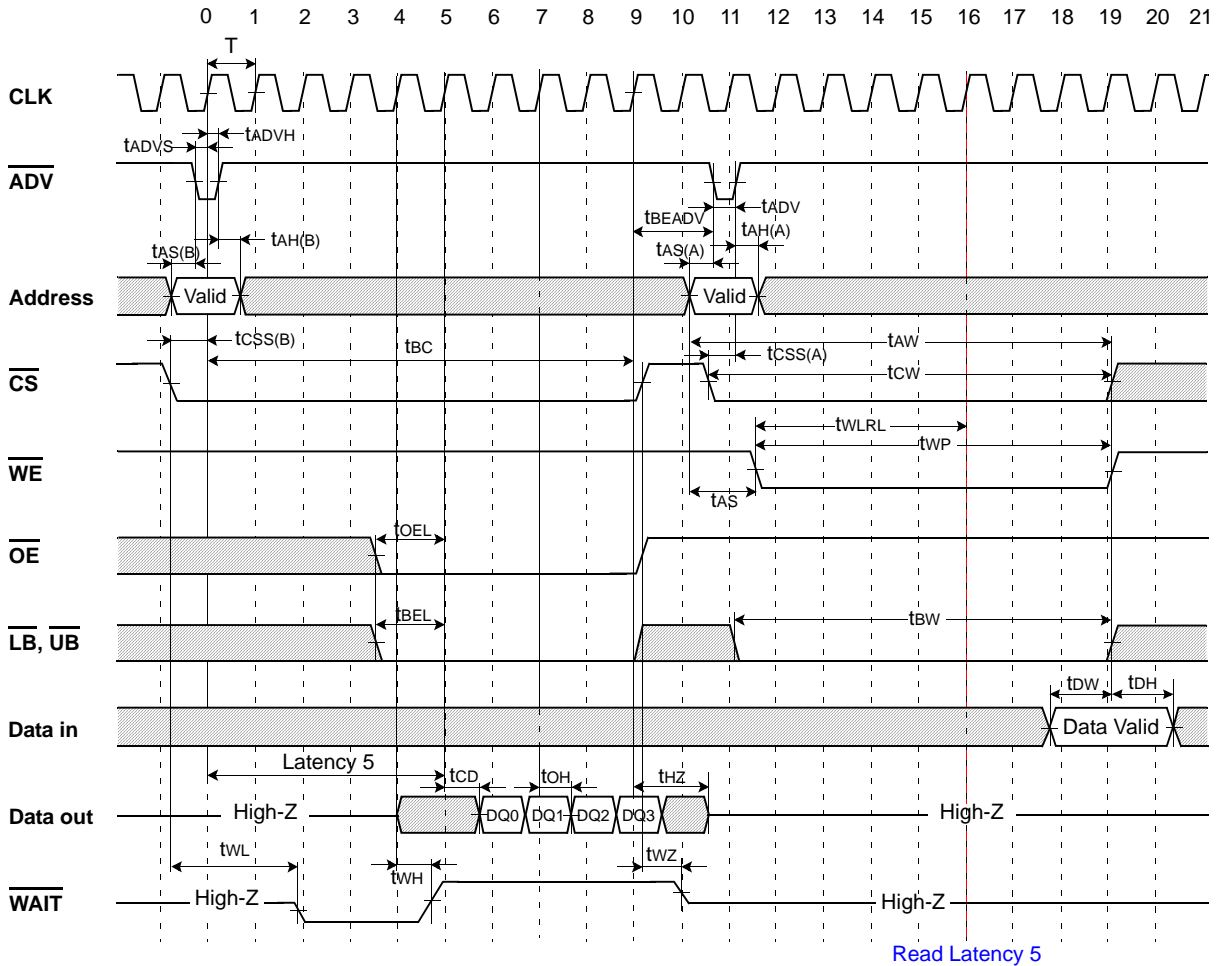 0 1 2 3 4 5 6 7 8 9 10 11 12 13 14 15 16 17 18 19 20 21
T
CLK
tADVH
tADVS
ADV
tADV
tBEADV
tAH(B)
tAH(A)
tAS(B)
tAS(A)
Address
Valid
Valid
tCSS(B)
tBC
tAW
tCSS(A)
CS
tCW
tWLRL
tWP
WE
tAS
tOEL
OE
tBEL
tBW
LB, UB
tDW
tDH
Data in
Data Valid
Latency 5
tCD
tOH
tHZ
Data out
High-Z
DQ0
DQ1
DQ2
DQ3
High-Z
tWL
tWH
tWZ
WAIT
High-Z
High-Z
Read Latency 5